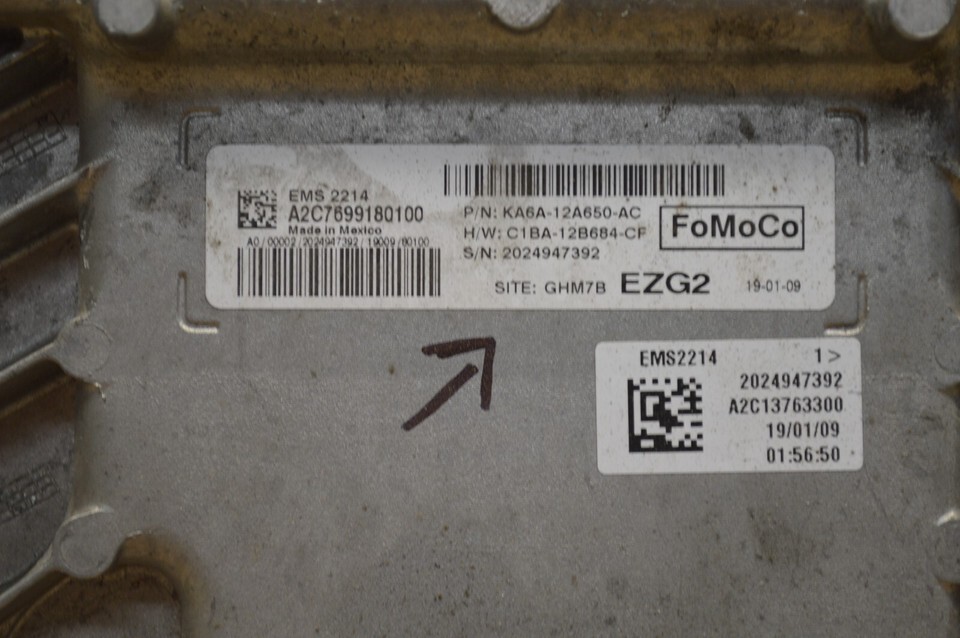 EMS 2214
A2C7699180100
Made in Mexico
A0/00002/2024947392/19009/80100
P/N: KA6A-12A650-AC
H/W: C1BA-12B684-CF
S/N: 2024947392
FoMoCo
SITE: GHM7B EZG2 19-01-09
EMS2214 1>
2024947392
A2C13763300
19/01/09
01:56:50